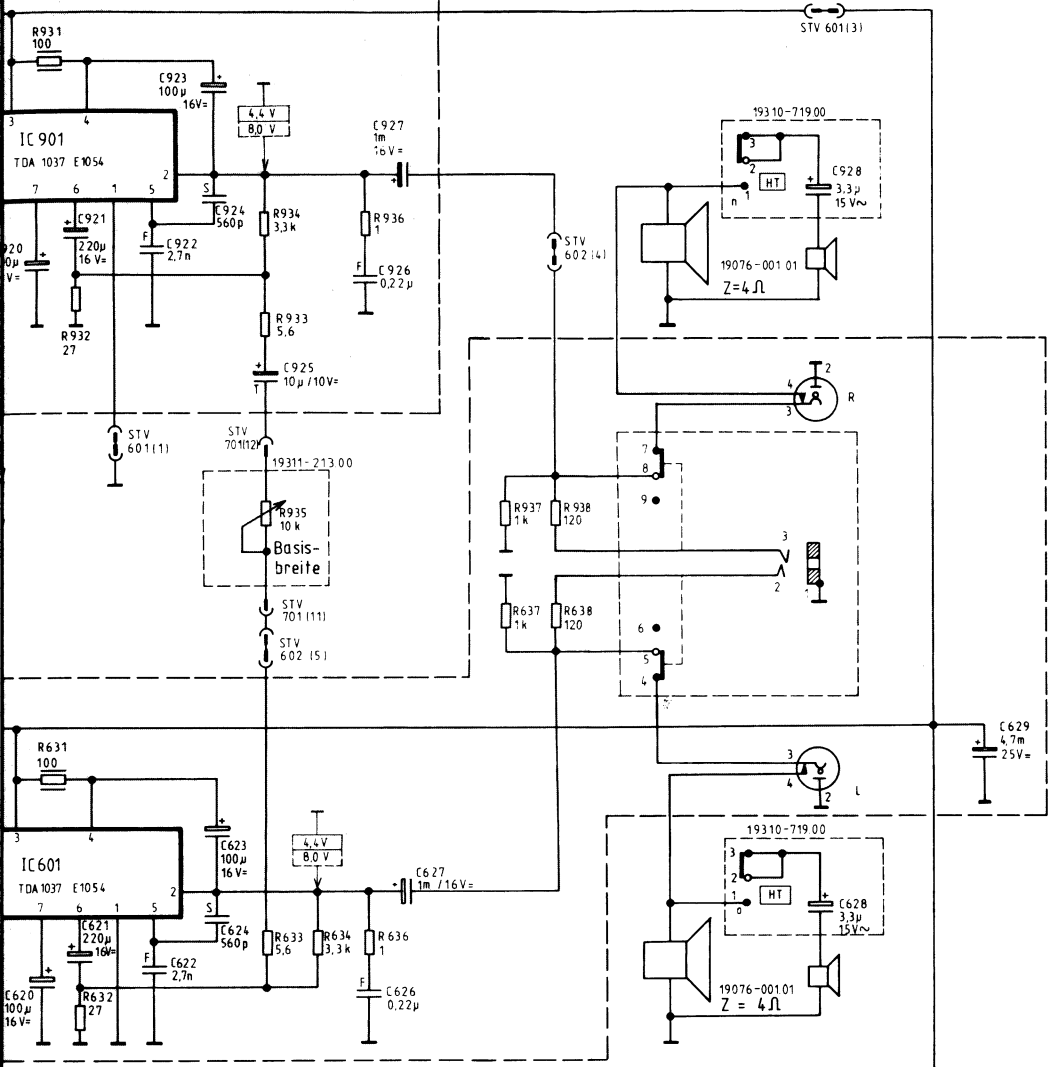 STV 601(3)
R931
100
C923
100µ
16V=
3
4
4,4 V
8,0 V
IC 901
TDA 1037 E1054
2
7
6
1
5
C927
1m
16V=
19310-719.00
3
2
HT
n
1
C928
3,3µ
15V~
C921
220µ
16V=
S
C924
560p
R934
3,3k
R936
1
F
C922
2,7n
F
C926
0,22µ
STV
602(4)
19076-001.01
Z=4Ω
R932
27
R933
5,6
C925
10µ/10V=
T
2
4
3
R
STV
601(1)
STV
701(12)
19311-213.00
R935
10k
Basis-
breite
7
8
9
R937
1k
R938
120
3
2
1
STV
701(11)
STV
602(5)
R637
1k
R638
120
6
5
4
R631
100
C629
4,7m
25V=
3
4
2
L
3
4
IC601
TDA 1037 E1054
2
7
6
1
5
C623
100µ
16V=
4,4V
8,0 V
C627
1m/16V=
19310-719.00
3
2
HT
1
C628
3,3µ
15V~
C621
220µ
16V=
S
C624
560p
F
C622
2,7n
R633
5,6
R634
3,3k
R636
1
C620
100µ
16V=
R632
27
F
C626
0,22µ
19076-001.01
Z = 4Ω